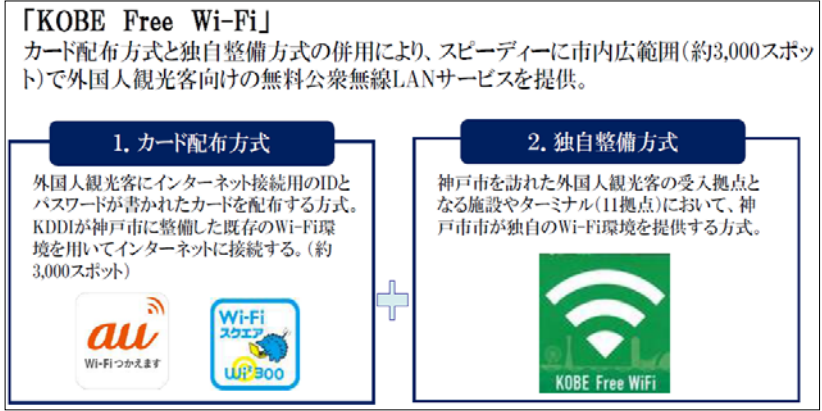 「KOBE Free Wi-Fi」
カード配布方式と独自整備方式の併用により、スピーディーに市内広範囲(約3,000スポッ
ト)で外国人観光客向けの無料公衆無線LANサービスを提供。
1. カード配布方式
外国人観光客にインターネット接続用のIDと
パスワードが書かれたカードを配布する方式。
KDDIが神戸市に整備した既存のWi-Fi環
境を用いてインターネットに接続する。(約
3,000スポット)
au
Wi-Fiつかえます
Wi-Fi
スクエア
Wi2 300
2. 独自整備方式
神戸市を訪れた外国人観光客の受入拠点と
なる施設やターミナル(11拠点)において、神
戸市市が独自のWi-Fi環境を提供する方式。
KOBE Free WiFi